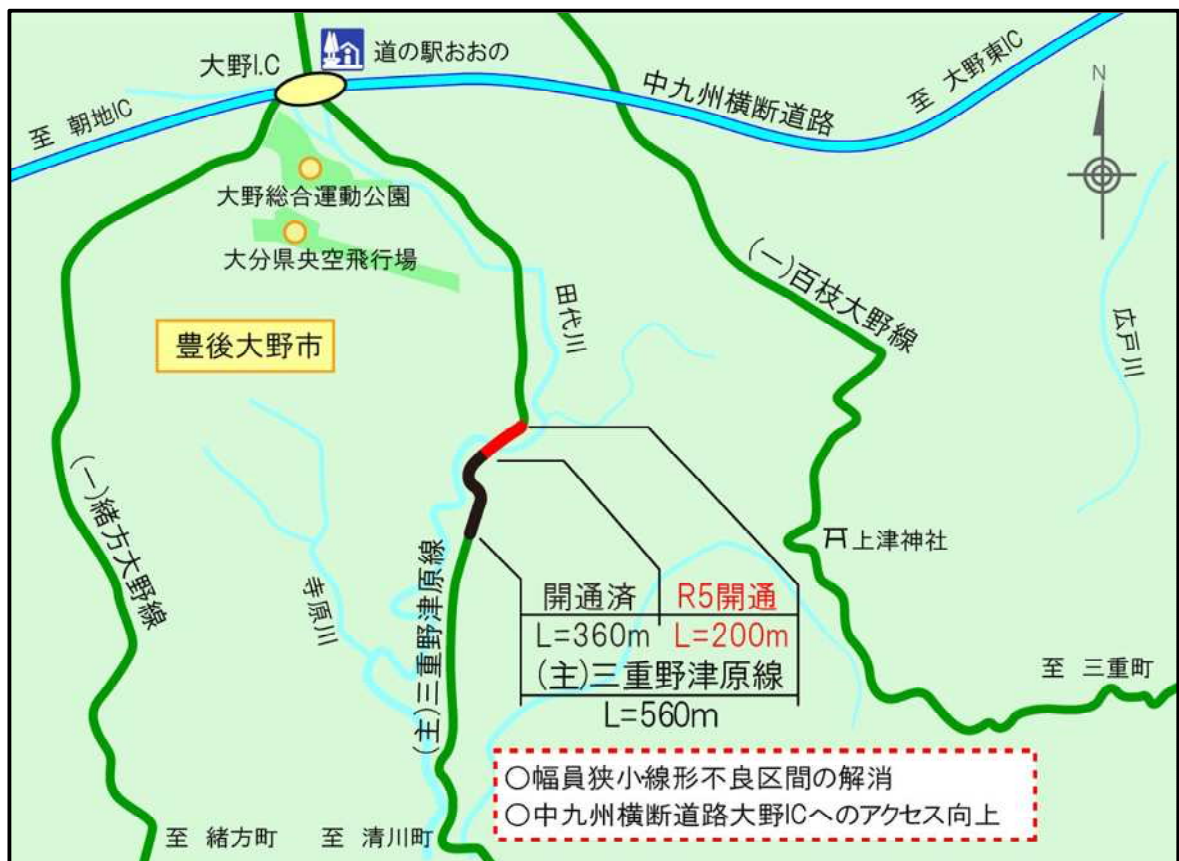 大野I.C
道の駅おおの
至 朝地IC
中九州横断道路
至 大野東IC
N
大野総合運動公園
大分県央空飛行場
田代川
(一)百枝大野線
広戸川
豊後大野市
(一)緒方大野線
寺原川
(主)三重野津原線
上津神社
開通済 R5開通
L=360m L=200m
(主)三重野津原線
L=560m
至 三重町
○幅員狭小線形不良区間の解消
○中九州横断道路大野ICへのアクセス向上
至 緒方町 至 清川町